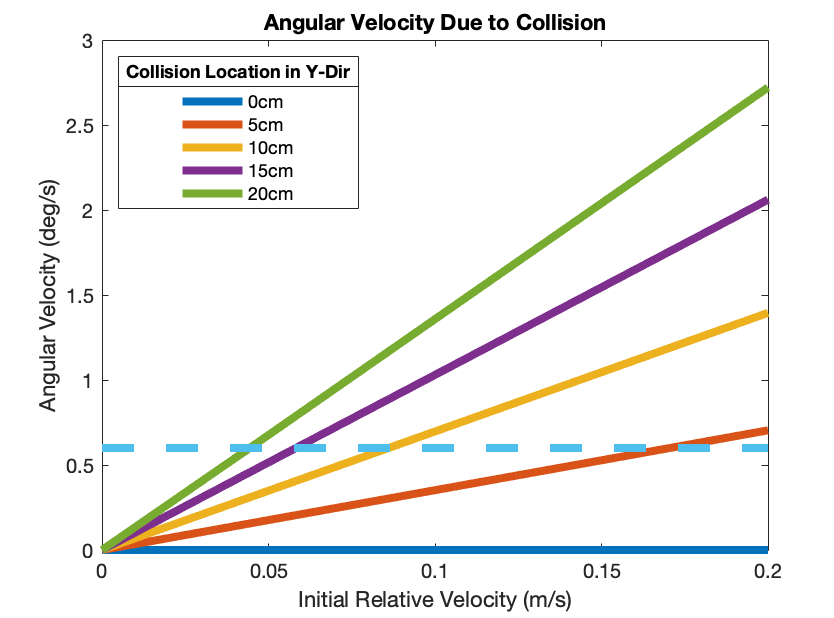 Angular Velocity Due to Collision
3
Collision Location in Y-Dir
0cm
5cm
10cm
15cm
20cm
2.5
2
1.5
1
0.5
0
Angular Velocity (deg/s)
0
0.05
0.1
0.15
0.2
Initial Relative Velocity (m/s)